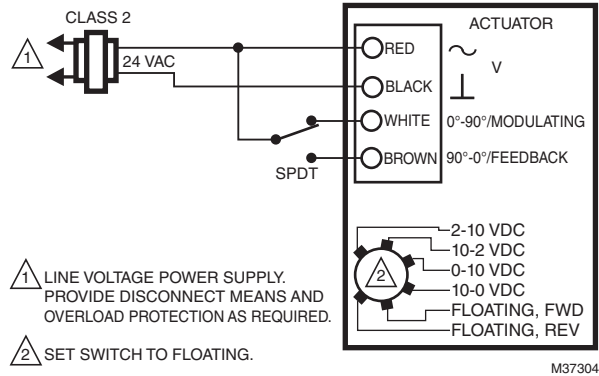 CLASS 2
ACTUATOR
1
24 VAC
RED
V
BLACK
WHITE
0°-90°/MODULATING
BROWN
90°-0°/FEEDBACK
SPDT
2-10 VDC
10-2 VDC
0-10 VDC
10-0 VDC
FLOATING, FWD
FLOATING, REV
2
1 LINE VOLTAGE POWER SUPPLY.
PROVIDE DISCONNECT MEANS AND
OVERLOAD PROTECTION AS REQUIRED.
2 SET SWITCH TO FLOATING.
M37304